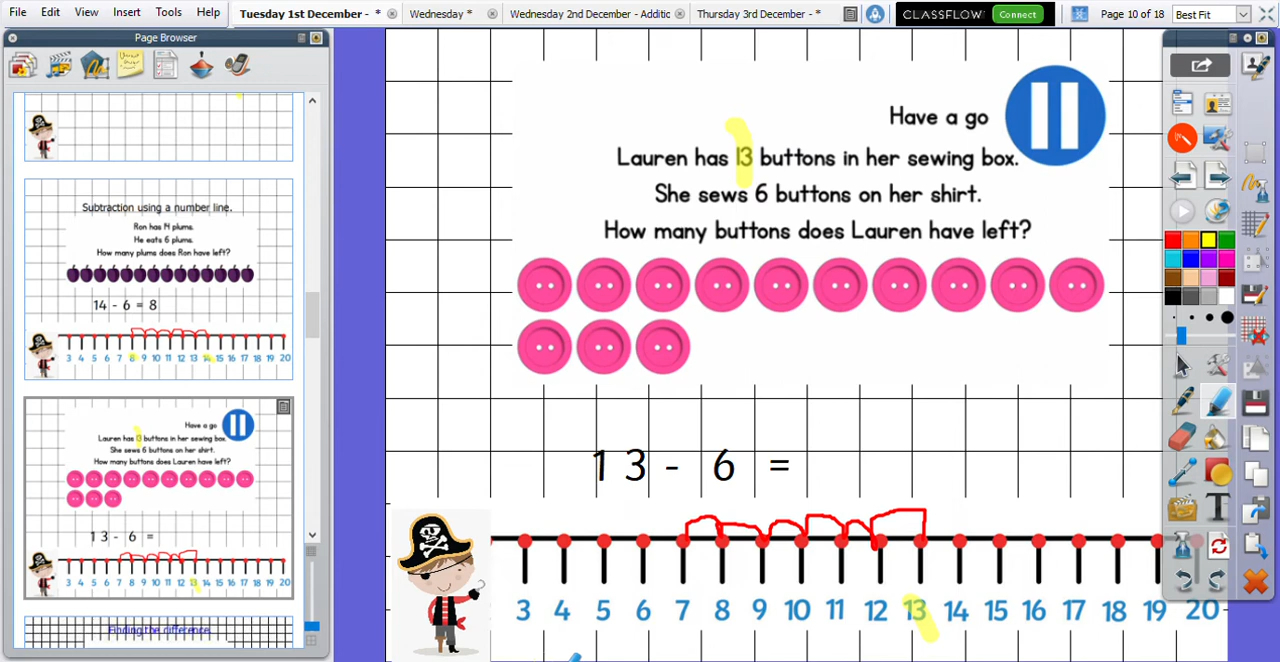 File Edit View Insert Tools Help
Tuesday 1st December - * Wednesday * Wednesday 2nd December - Additic Thursday 3rd December - *
CLASSFLOW Connect
Page 10 of 18 Best Fit
Page Browser
Subtraction using a number line.
Ron has 14 plums.
He eats 6 plums.
How many plums does Ron have left?
14 - 6 = 8
3 4 5 6 7 8 9 10 11 12 13 14 15 16 17 18 19 20
Have a go
Lauren has 13 buttons in her sewing box.
She sews 6 buttons on her shirt.
How many buttons does Lauren have left?
13 - 6 =
3 4 5 6 7 8 9 10 11 12 13 14 15 16 17 18 19 20
Finding the difference.
Have a go
Lauren has 13 buttons in her sewing box.
She sews 6 buttons on her shirt.
How many buttons does Lauren have left?
13 - 6 =
3 4 5 6 7 8 9 10 11 12 13 14 15 16 17 18 19 20
T